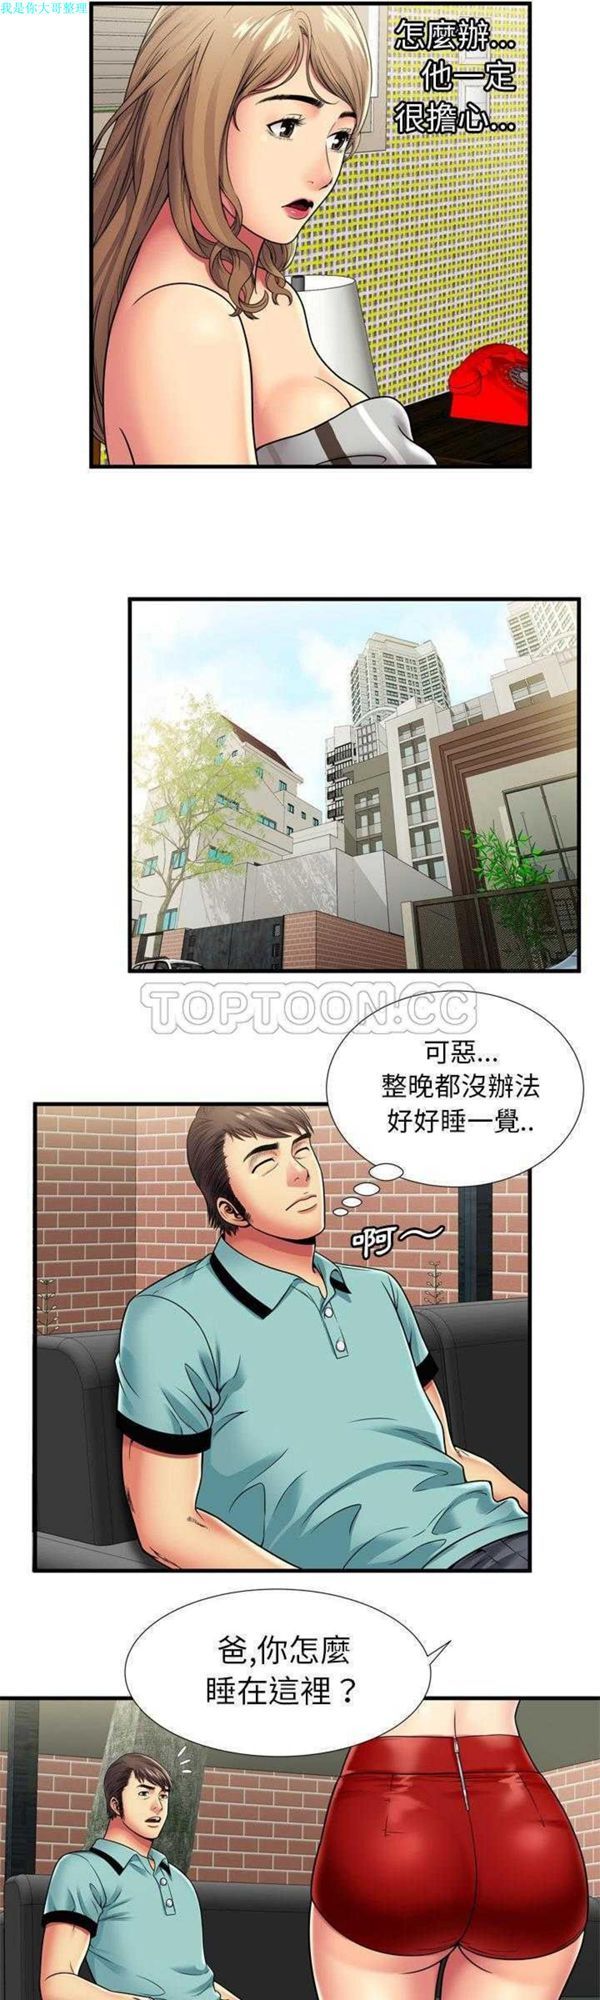 我是你大哥整理
怎麼辦...
他一定
很擔心...
TOPTOON.CC
可惡...
整晚都沒辦法
好好睡一覺..
啊～
爸,你怎麼
睡在這裡？